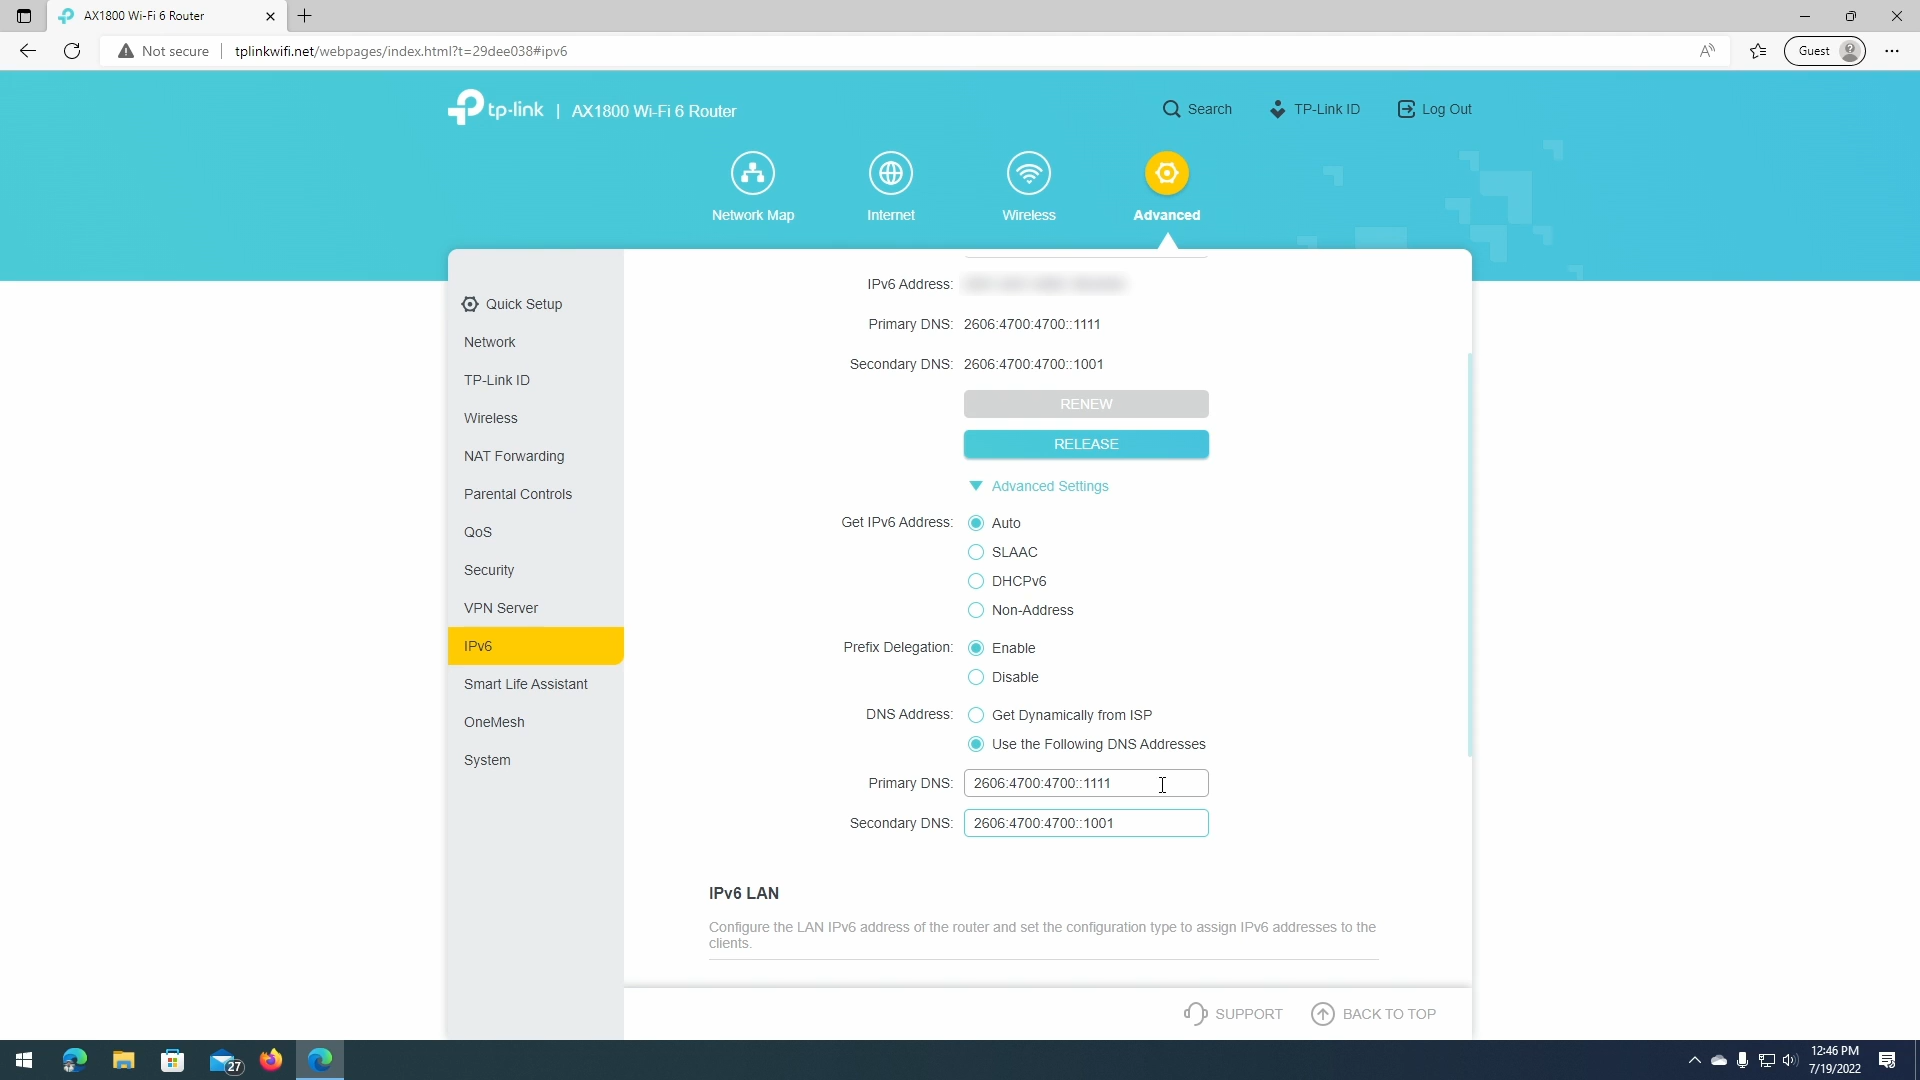 AX1800 Wi-Fi 6 Router
Not secure
tplinkwifi.net/webpages/index.html?t=29dee038#ipv6
Guest
tp-link | AX1800 Wi-Fi 6 Router
Search
TP-Link ID
Log Out
Network Map
Internet
Wireless
Advanced
Quick Setup
Network
TP-Link ID
Wireless
NAT Forwarding
Parental Controls
QoS
Security
VPN Server
IPv6
Smart Life Assistant
OneMesh
System
IPv6 Address:
Primary DNS: 2606:4700:4700::1111
Secondary DNS: 2606:4700:4700::1001
RENEW
RELEASE
Advanced Settings
Get IPv6 Address: Auto
SLAAC
DHCPv6
Non-Address
Prefix Delegation: Enable
Disable
DNS Address: Get Dynamically from ISP
Use the Following DNS Addresses
Primary DNS: 2606:4700:4700::1111
Secondary DNS: 2606:4700:4700::1001
IPv6 LAN
Configure the LAN IPv6 address of the router and set the configuration type to assign IPv6 addresses to the
clients.
SUPPORT
BACK TO TOP
27
12:46 PM
7/19/2022